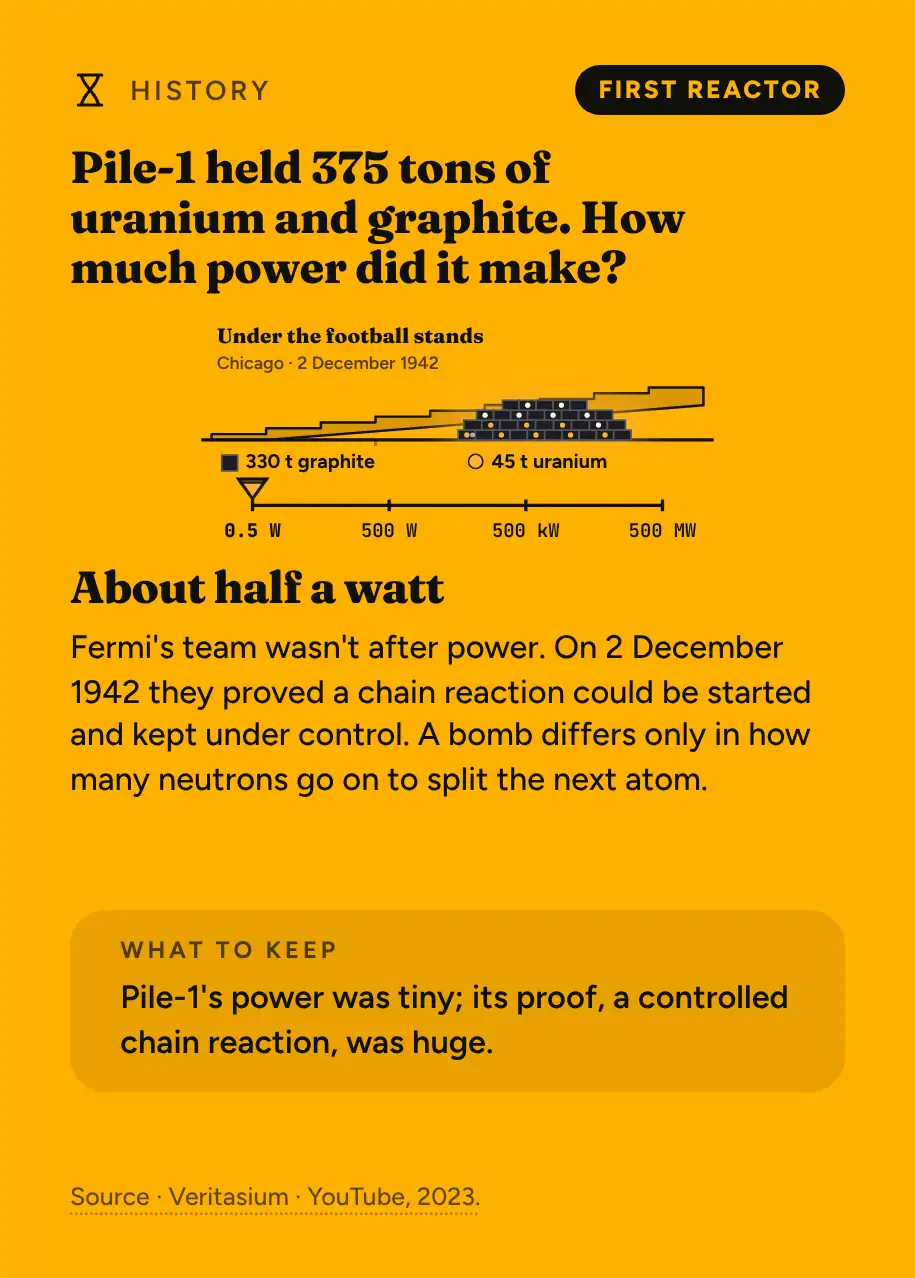 HISTORY
FIRST REACTOR
Pile-1 held 375 tons of
uranium and graphite. How
much power did it make?
Under the football stands
Chicago · 2 December 1942
330 t graphite
45 t uranium
0.5 W
500 W
500 kW
500 MW
About half a watt
Fermi's team wasn't after power. On 2 December
1942 they proved a chain reaction could be started
and kept under control. A bomb differs only in how
many neutrons go on to split the next atom.
WHAT TO KEEP
Pile-1's power was tiny; its proof, a controlled
chain reaction, was huge.
Source · Veritasium · YouTube, 2023.